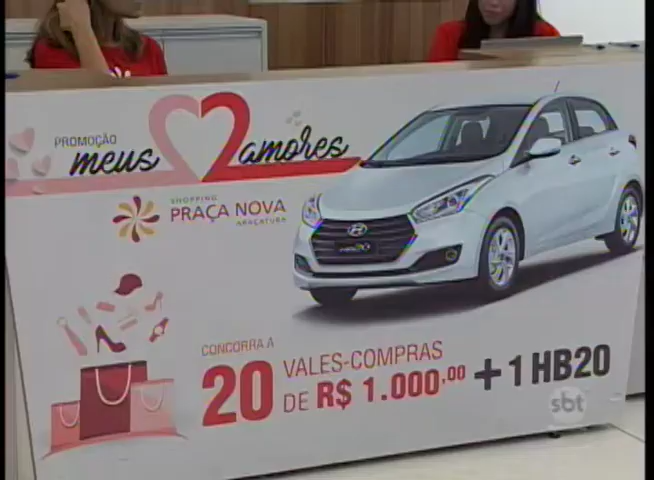 PROMOÇÃO
meus 2 amores
SHOPPING
PRAÇA NOVA
ARAÇATUBA
CONCORRA A
20 VALES-COMPRAS
DE R$ 1.000,00 + 1 HB20
sbt